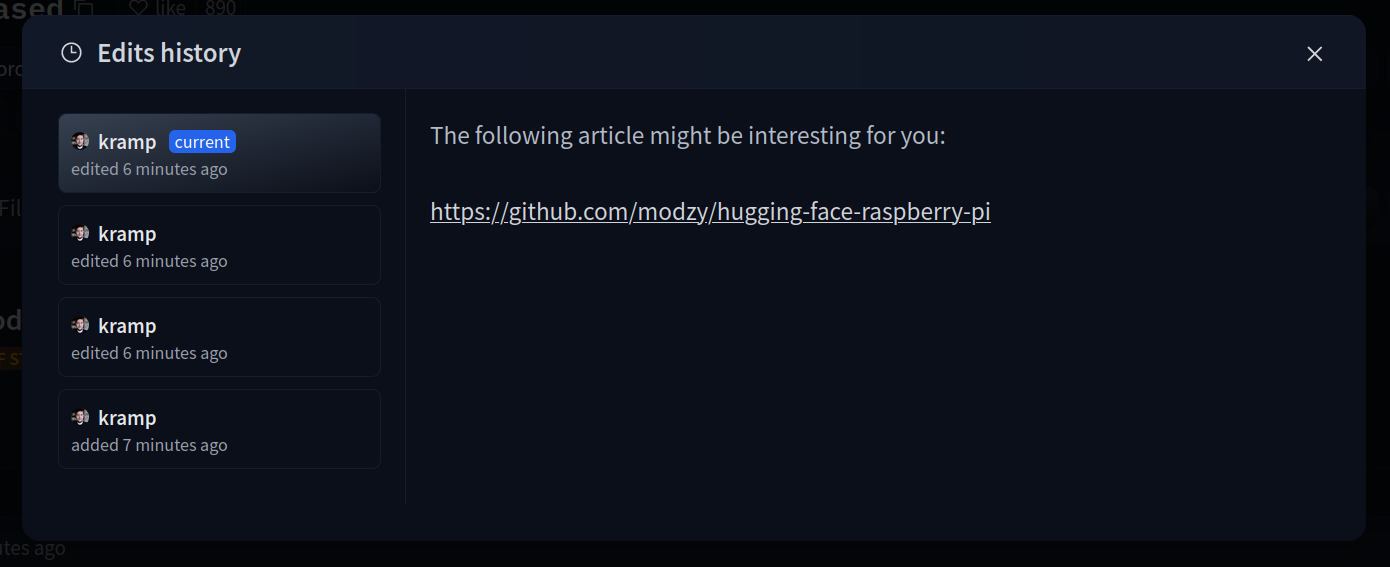 ased like 890
Edits history
kramp current
edited 6 minutes ago
kramp
edited 6 minutes ago
kramp
edited 6 minutes ago
kramp
added 7 minutes ago
The following article might be interesting for you:
https://github.com/modzy/hugging-face-raspberry-pi
utes ago